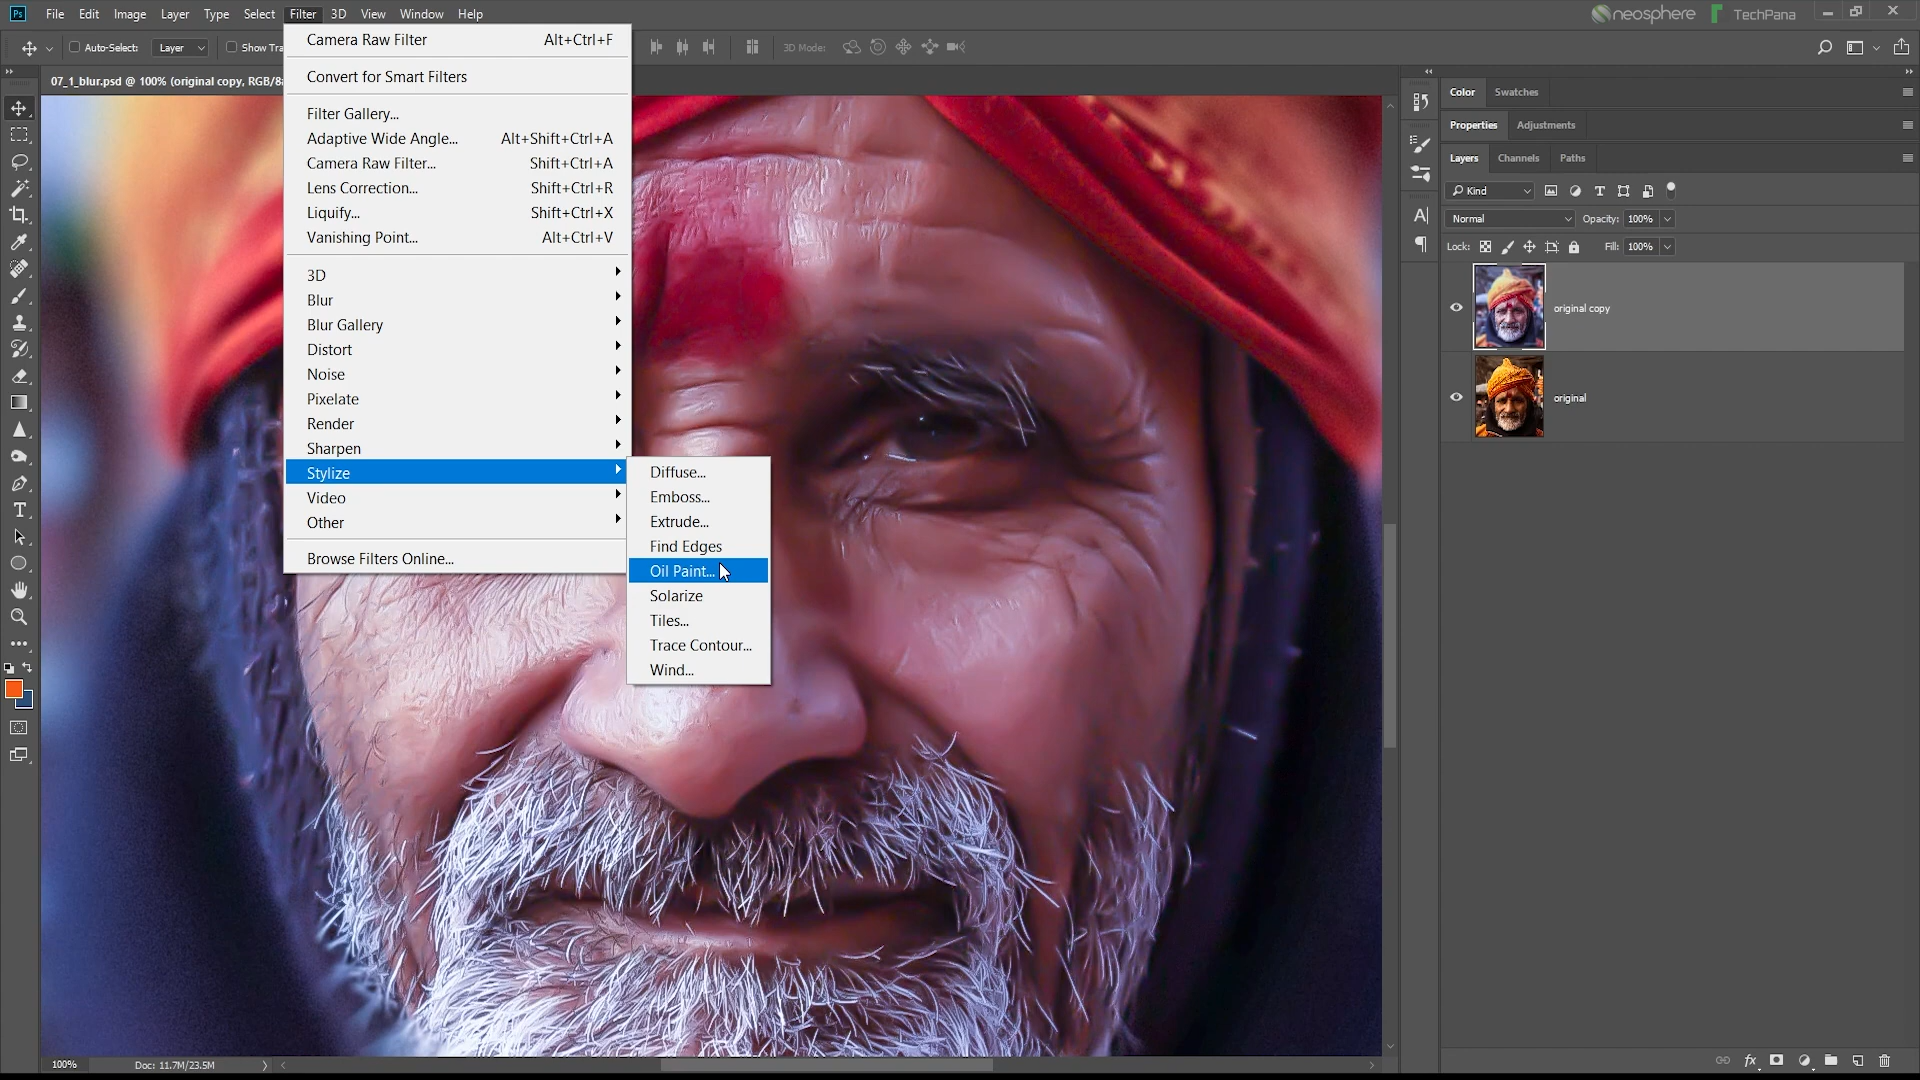 Ps File Edit Image Layer Type Select Filter 3D View Window Help
neosphere TechPana
Auto-Select: Layer Show Tra
3D Mode:
07_1_blur.psd @ 100% (original copy, RGB/8
Camera Raw Filter Alt+Ctrl+F
Convert for Smart Filters
Filter Gallery...
Adaptive Wide Angle... Alt+Shift+Ctrl+A
Camera Raw Filter... Shift+Ctrl+A
Lens Correction... Shift+Ctrl+R
Liquify... Shift+Ctrl+X
Vanishing Point... Alt+Ctrl+V
3D
Blur
Blur Gallery
Distort
Noise
Pixelate
Render
Sharpen
Stylize
Video
Other
Browse Filters Online...
Diffuse...
Emboss...
Extrude...
Find Edges
Oil Paint...
Solarize
Tiles...
Trace Contour...
Wind...
Color Swatches
Properties Adjustments
Layers Channels Paths
Kind
Normal Opacity: 100%
Lock: Fill: 100%
original copy
original
100% Doc: 11.7M/23.5M
fx